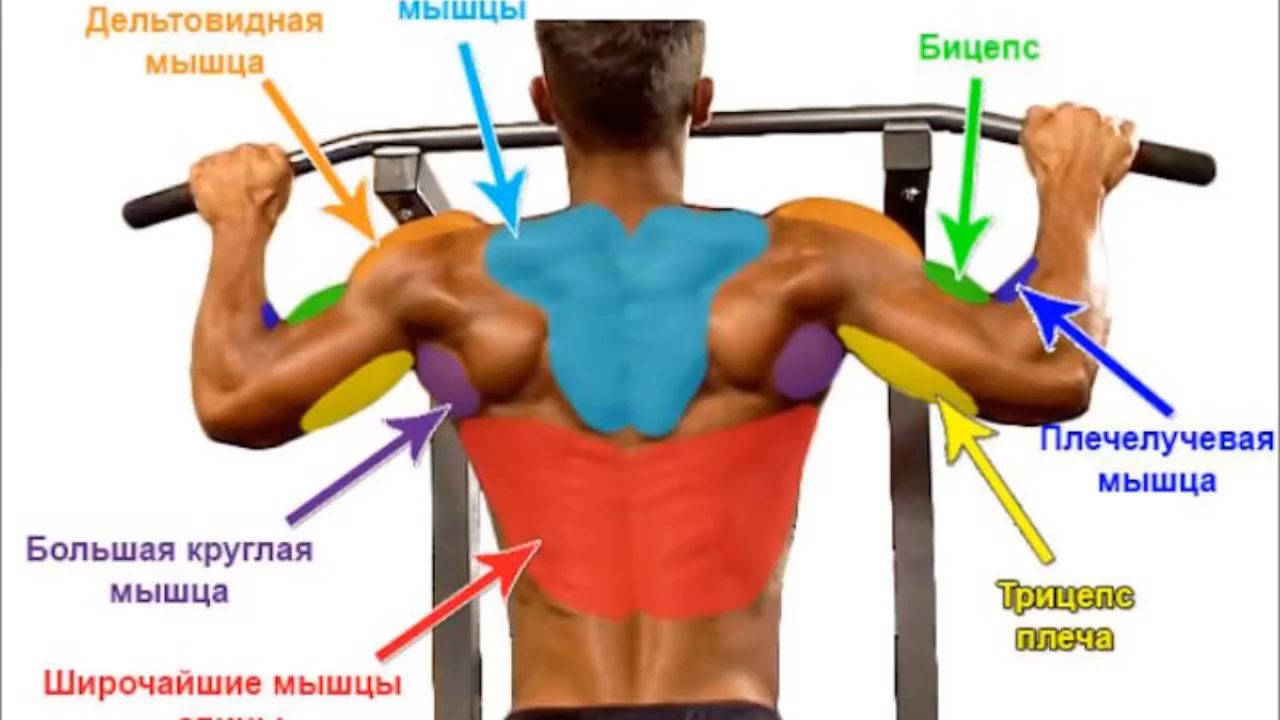 мышцы
Дельтовидная
мышца
Бицепс
Плечелучевая
мышца
Большая круглая
мышца
Трицепс
плеча
Широчайшие мышцы